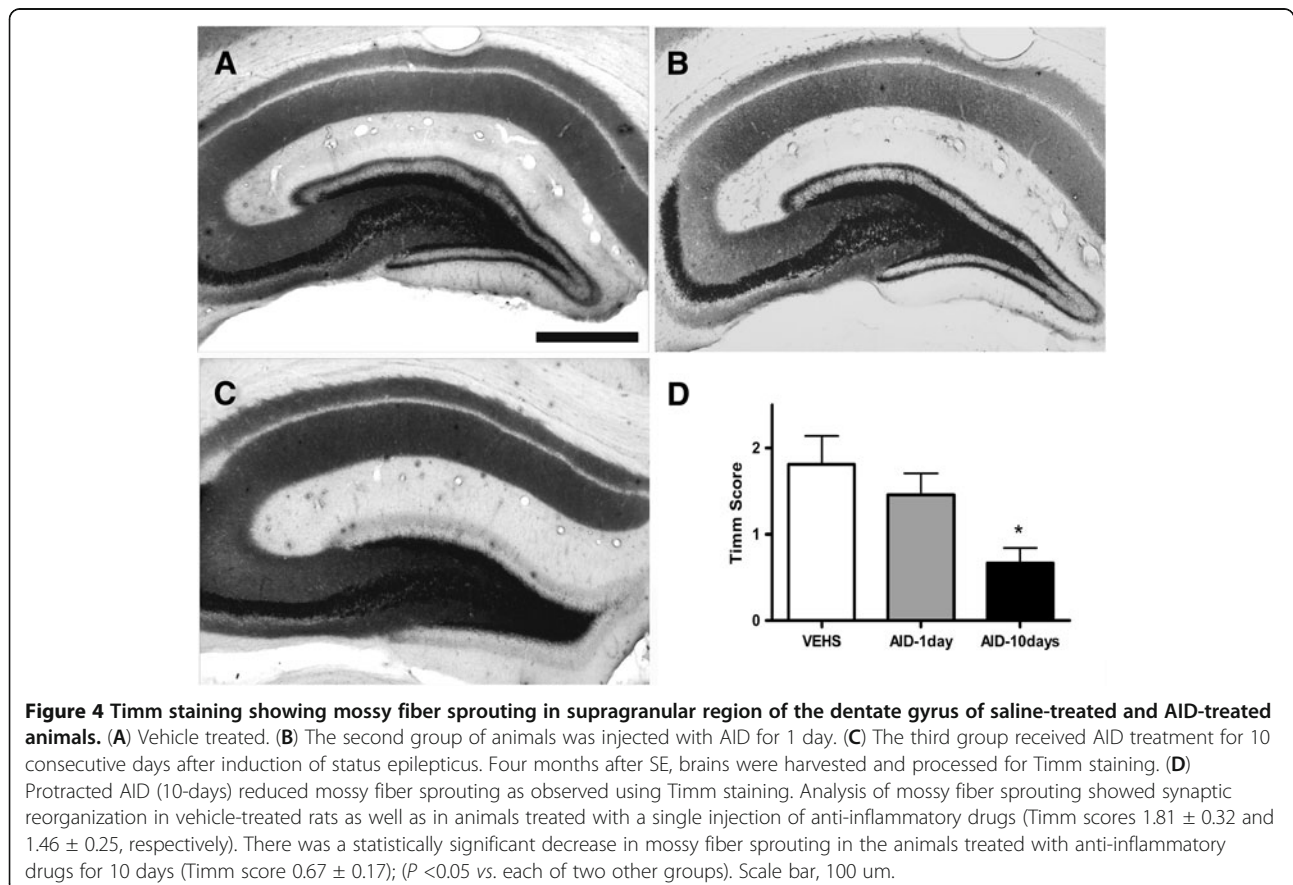 A
B
C
D
Timm Score
2
1
0
*
VEHS AID-1day AID-10days
Figure 4 Timm staining showing mossy fiber sprouting in supragranular region of the dentate gyrus of saline-treated and AID-treated
animals. (A) Vehicle treated. (B) The second group of animals was injected with AID for 1 day. (C) The third group received AID treatment for 10
consecutive days after induction of status epilepticus. Four months after SE, brains were harvested and processed for Timm staining. (D)
Protracted AID (10-days) reduced mossy fiber sprouting as observed using Timm staining. Analysis of mossy fiber sprouting showed synaptic
reorganization in vehicle-treated rats as well as in animals treated with a single injection of anti-inflammatory drugs (Timm scores 1.81 ± 0.32 and
1.46 ± 0.25, respectively). There was a statistically significant decrease in mossy fiber sprouting in the animals treated with anti-inflammatory
drugs for 10 days (Timm score 0.67 ± 0.17); (P <0.05 vs. each of two other groups). Scale bar, 100 um.